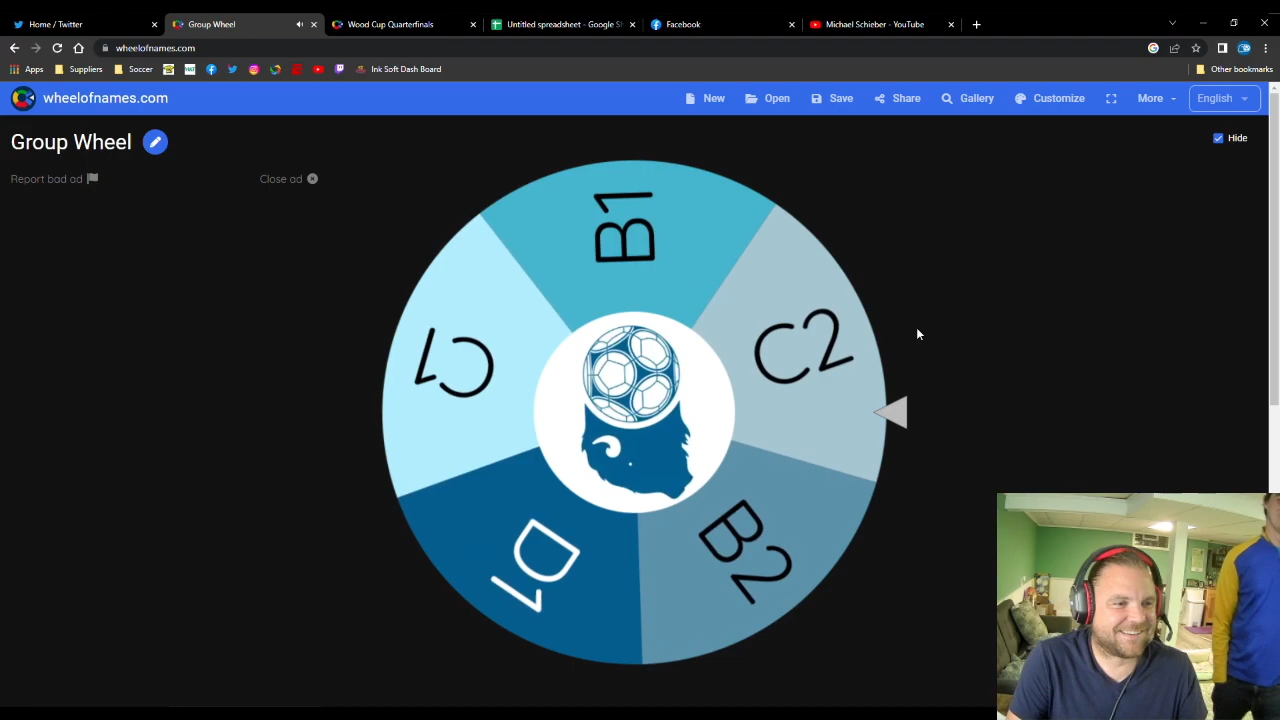 Home / Twitter
Group Wheel
Wood Cup Quarterfinals
Untitled spreadsheet - Google Sh
Facebook
Michael Schieber - YouTube
wheelofnames.com
Apps
Suppliers
Soccer
Ink Soft Dash Board
Other bookmarks
wheelofnames.com
New
Open
Save
Share
Gallery
Customize
More
English
Group Wheel
Hide
Report bad ad
Close ad
B1
C2
C1
B2
D1